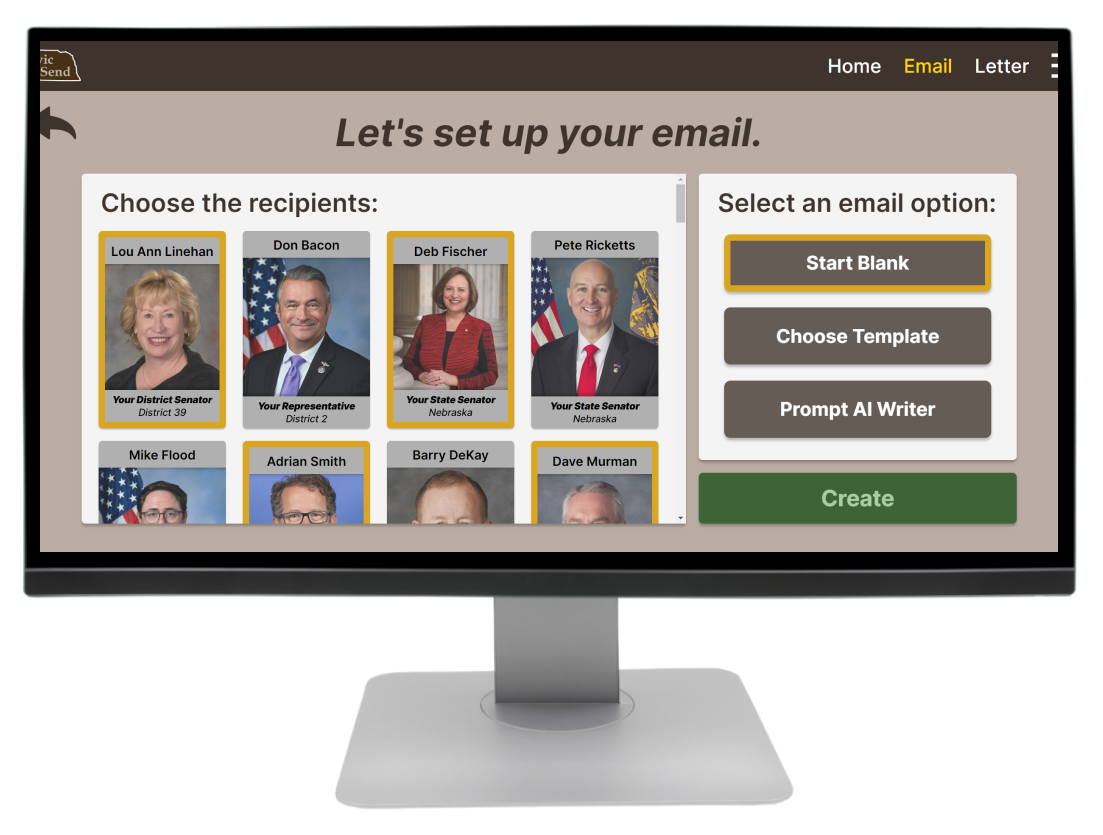 Send
Home Email Letter
Let's set up your email.
Choose the recipients:
Lou Ann Linehan
Your District Senator
District 39
Don Bacon
Your Representative
District 2
Deb Fischer
Your State Senator
Nebraska
Pete Ricketts
Your State Senator
Nebraska
Mike Flood
Adrian Smith
Barry DeKay
Dave Murman
Select an email option:
Start Blank
Choose Template
Prompt AI Writer
Create